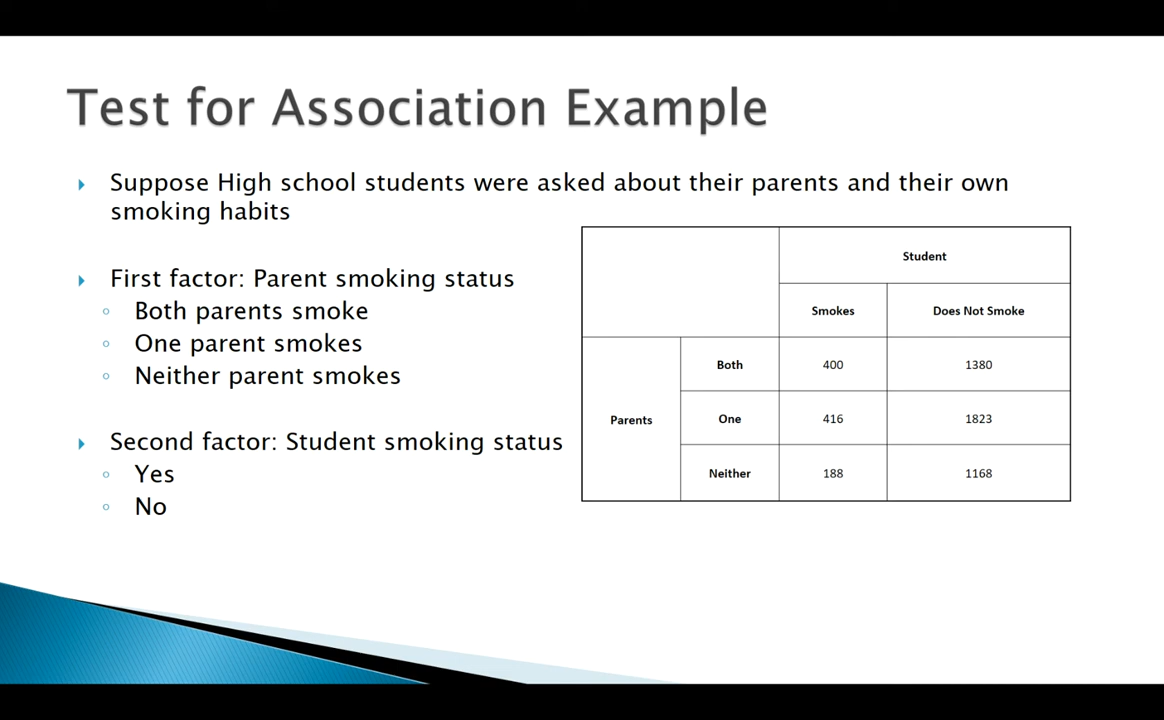 Test for Association Example
Suppose High school students were asked about their parents and their own
smoking habits
First factor: Parent smoking status
Both parents smoke
One parent smokes
Neither parent smokes
Second factor: Student smoking status
Yes
No
Student
Smokes Does Not Smoke
Parents
Both 400 1380
One 416 1823
Neither 188 1168